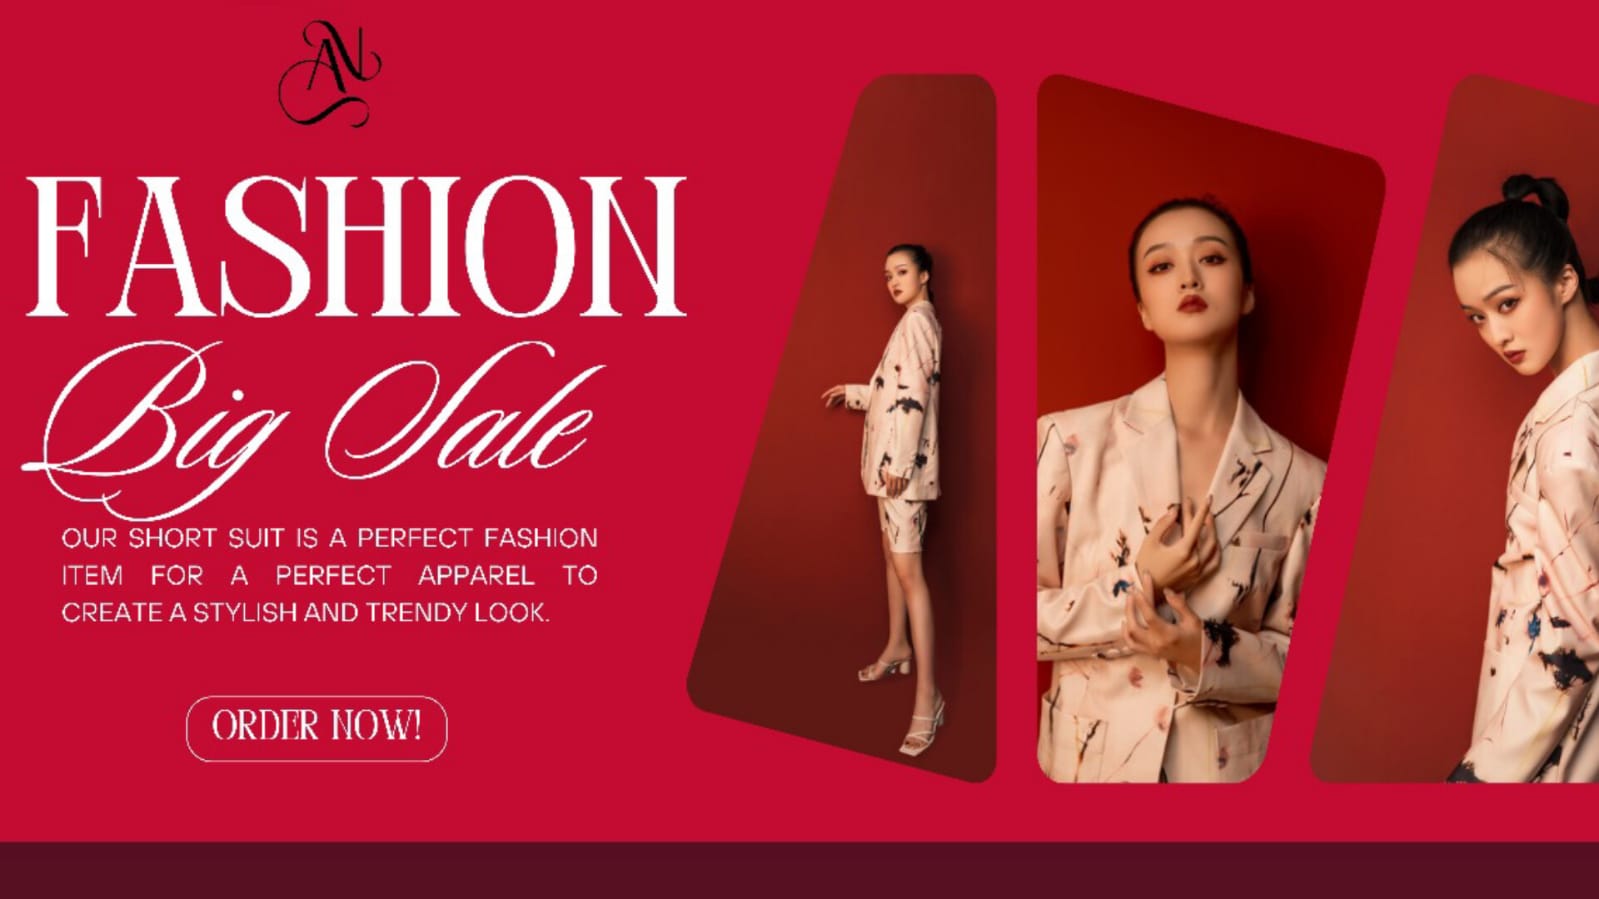 AN
FASHION
Big Sale
OUR SHORT SUIT IS A PERFECT FASHION
ITEM FOR A PERFECT APPAREL TO
CREATE A STYLISH AND TRENDY LOOK.
ORDER NOW!